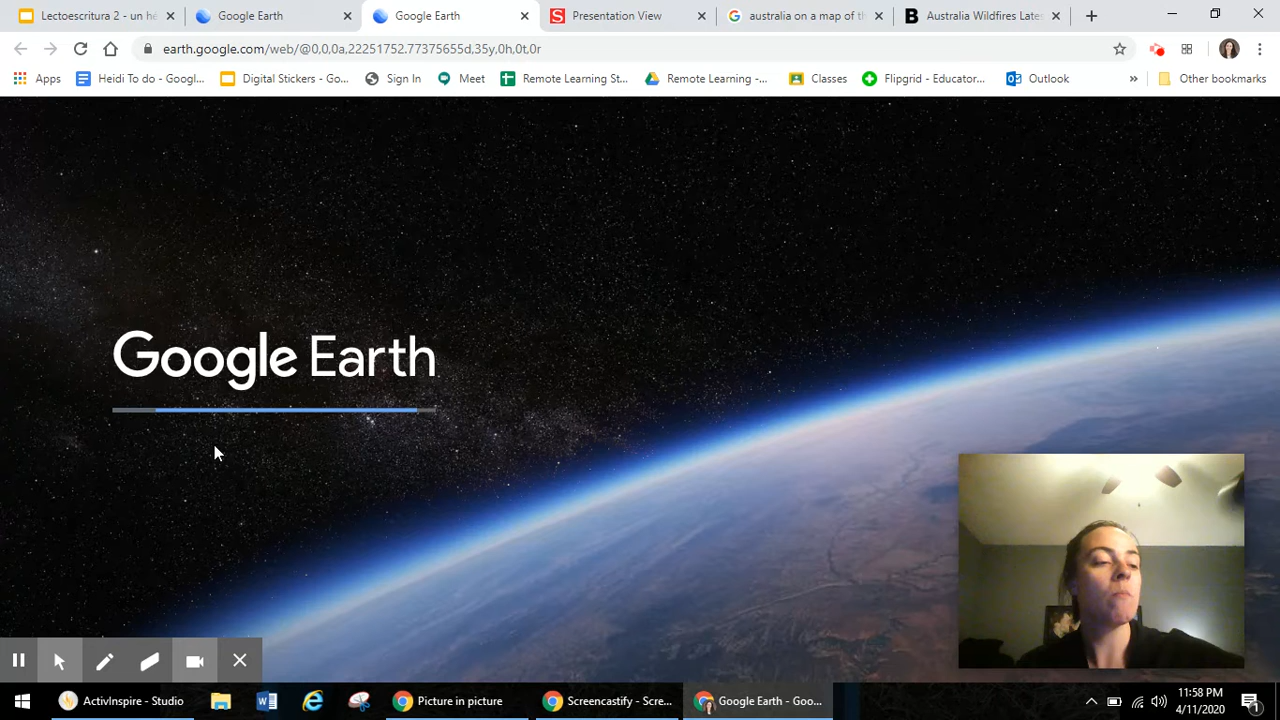 Lectoescritura 2 - un hé
Google Earth
Google Earth
Presentation View
australia on a map of th
Australia Wildfires Lates
earth.google.com/web/@0,0,0a,22251752.77375655d,35y,0h,0t,0r
Apps
Heidi To do - Googl...
Digital Stickers - Go...
Sign In
Meet
Remote Learning St...
Remote Learning -...
Classes
Flipgrid - Educator...
Outlook
»
Other bookmarks
Google Earth
ActivInspire - Studio
Picture in picture
Screencastify - Scre...
Google Earth - Goo...
11:58 PM
4/11/2020